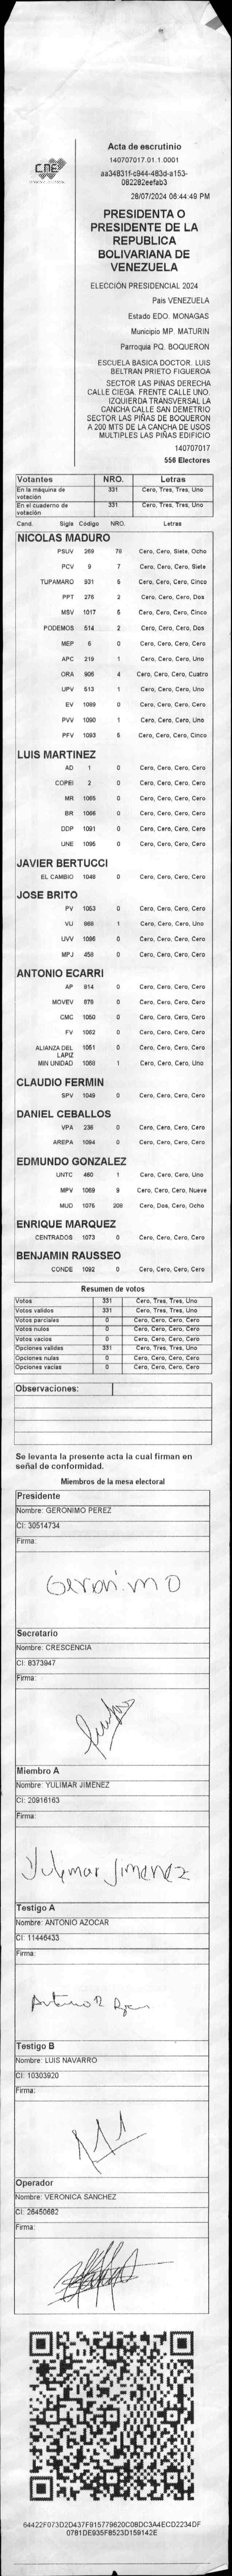 CNE
Acta de escrutinio
140707017.01.1.0001
aa34831f-c944-483d-a153-
082282eefab3
28/07/2024 06:44:49 PM
PRESIDENTA O
PRESIDENTE DE LA
REPUBLICA
BOLIVARIANA DE
VENEZUELA
ELECCIÓN PRESIDENCIAL 2024
País VENEZUELA
Estado EDO. MONAGAS
Municipio MP. MATURIN
Parroquia PQ. BOQUERON
ESCUELA BASICA DOCTOR. LUIS
BELTRAN PRIETO FIGUEROA
SECTOR LAS PIÑAS DERECHA
CALLE CIEGA. FRENTE CALLE UNO.
IZQUIERDA TRANSVERSAL LA
CANCHA CALLE SAN DEMETRIO
SECTOR LAS PIÑAS DE BOQUERON
A 200 MTS DE LA CANCHA DE USOS
MULTIPLES LAS PIÑAS EDIFICIO
140707017
556 Electores
Votantes NRO. Letras
En la máquina de votación 331 Cero, Tres, Tres, Uno
En el cuaderno de votación 331 Cero, Tres, Tres, Uno
Cand. Sigla Código NRO. Letras
NICOLAS MADURO
PSUV 269 78 Cero, Cero, Siete, Ocho
PCV 9 7 Cero, Cero, Cero, Siete
TUPAMARO 931 5 Cero, Cero, Cero, Cinco
PPT 276 2 Cero, Cero, Cero, Dos
MSV 1017 5 Cero, Cero, Cero, Cinco
PODEMOS 514 2 Cero, Cero, Cero, Dos
MEP 6 0 Cero, Cero, Cero, Cero
APC 219 1 Cero, Cero, Cero, Uno
ORA 906 4 Cero, Cero, Cero, Cuatro
UPV 513 1 Cero, Cero, Cero, Uno
EV 1089 0 Cero, Cero, Cero, Cero
PVV 1090 1 Cero, Cero, Cero, Uno
PFV 1093 5 Cero, Cero, Cero, Cinco
LUIS MARTINEZ
AD 1 0 Cero, Cero, Cero, Cero
COPEI 2 0 Cero, Cero, Cero, Cero
MR 1065 0 Cero, Cero, Cero, Cero
BR 1066 0 Cero, Cero, Cero, Cero
DDP 1091 0 Cero, Cero, Cero, Cero
UNE 1095 0 Cero, Cero, Cero, Cero
JAVIER BERTUCCI
EL CAMBIO 1048 0 Cero, Cero, Cero, Cero
JOSE BRITO
PV 1053 0 Cero, Cero, Cero, Cero
VU 868 1 Cero, Cero, Cero, Uno
UVV 1096 0 Cero, Cero, Cero, Cero
MPJ 458 0 Cero, Cero, Cero, Cero
ANTONIO ECARRI
AP 914 0 Cero, Cero, Cero, Cero
MOVEV 878 0 Cero, Cero, Cero, Cero
CMC 1050 0 Cero, Cero, Cero, Cero
FV 1052 0 Cero, Cero, Cero, Cero
ALIANZA DEL LAPIZ 1051 0 Cero, Cero, Cero, Cero
MIN UNIDAD 1058 1 Cero, Cero, Cero, Uno
CLAUDIO FERMIN
SPV 1049 0 Cero, Cero, Cero, Cero
DANIEL CEBALLOS
VPA 236 0 Cero, Cero, Cero, Cero
AREPA 1094 0 Cero, Cero, Cero, Cero
EDMUNDO GONZALEZ
UNTC 460 1 Cero, Cero, Cero, Uno
MPV 1069 9 Cero, Cero, Cero, Nueve
MUD 1076 208 Cero, Dos, Cero, Ocho
ENRIQUE MARQUEZ
CENTRADOS 1073 0 Cero, Cero, Cero, Cero
BENJAMIN RAUSSEO
CONDE 1092 0 Cero, Cero, Cero, Cero
Resumen de votos
Votos 331 Cero, Tres, Tres, Uno
Votos validos 331 Cero, Tres, Tres, Uno
Votos parciales 0 Cero, Cero, Cero, Cero
Votos nulos 0 Cero, Cero, Cero, Cero
Votos vacios 0 Cero, Cero, Cero, Cero
Opciones validas 331 Cero, Tres, Tres, Uno
Opciones nulas 0 Cero, Cero, Cero, Cero
Opciones vacias 0 Cero, Cero, Cero, Cero
Observaciones:
Se levanta la presente acta la cual firman en
señal de conformidad.
Miembros de la mesa electoral
Presidente
Nombre: GERONIMO PEREZ
CI: 30514734
Firma:
Geronimo
Secretario
Nombre: CRESCENCIA
CI: 8373947
Firma:
Miembro A
Nombre: YULIMAR JIMENEZ
CI: 20916163
Firma:
Yulimar Jimenez
Testigo A
Nombre: ANTONIO AZOCAR
CI: 11446433
Firma:
Testigo B
Nombre: LUIS NAVARRO
CI: 10303920
Firma:
Operador
Nombre: VERONICA SANCHEZ
CI: 26450682
Firma:
64422F073D2D437F915779620C08DC3A4ECD2234DF
0781DE935F8523D159142E